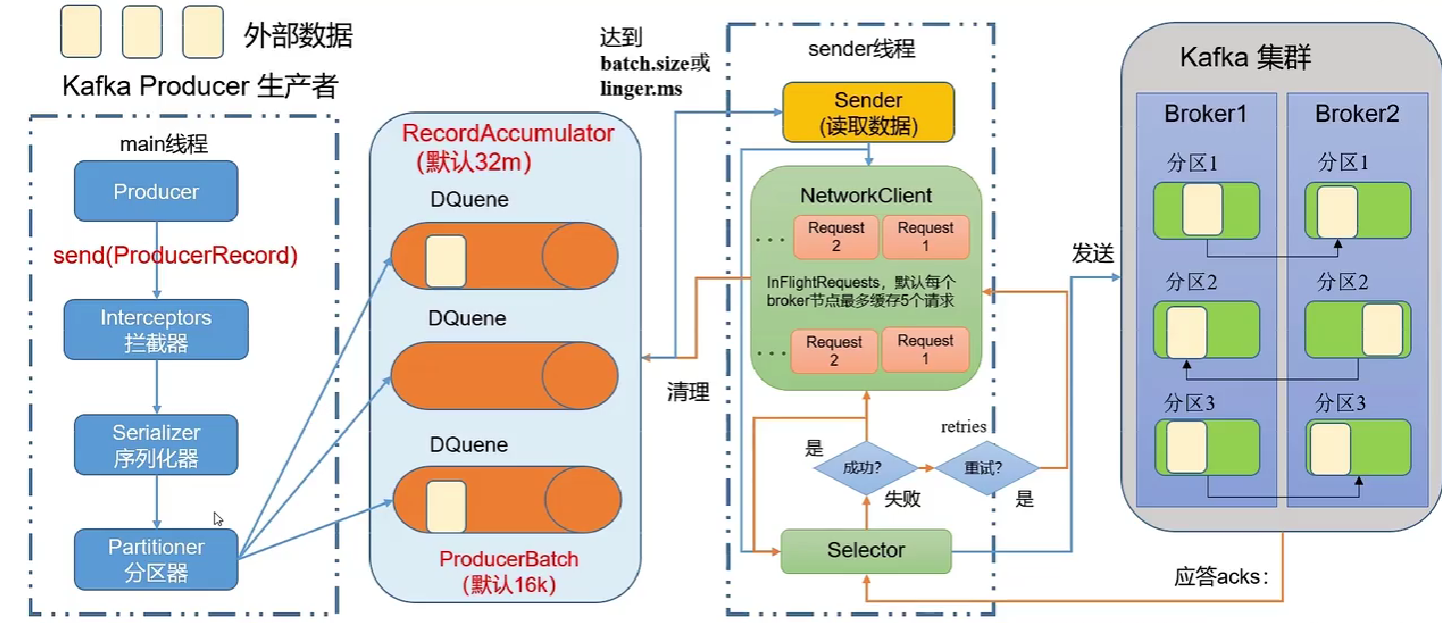 外部数据
Kafka Producer 生产者
main线程
Producer
send(ProducerRecord)
Interceptors
拦截器
Serializer
序列化器
Partitioner
分区器
RecordAccumulator
(默认32m)
DQuene
DQuene
DQuene
ProducerBatch
(默认16k)
达到
batch.size或
linger.ms
清理
sender线程
Sender
(读取数据)
NetworkClient
... Request
2
Request
1
InFlightRequests，默认每个
broker节点最多缓存5个请求
... Request
2
Request
1
是
成功?
失败
retries
重试?
是
Selector
发送
应答acks：
Kafka 集群
Broker1
分区1
分区2
分区3
Broker2
分区1
分区2
分区3